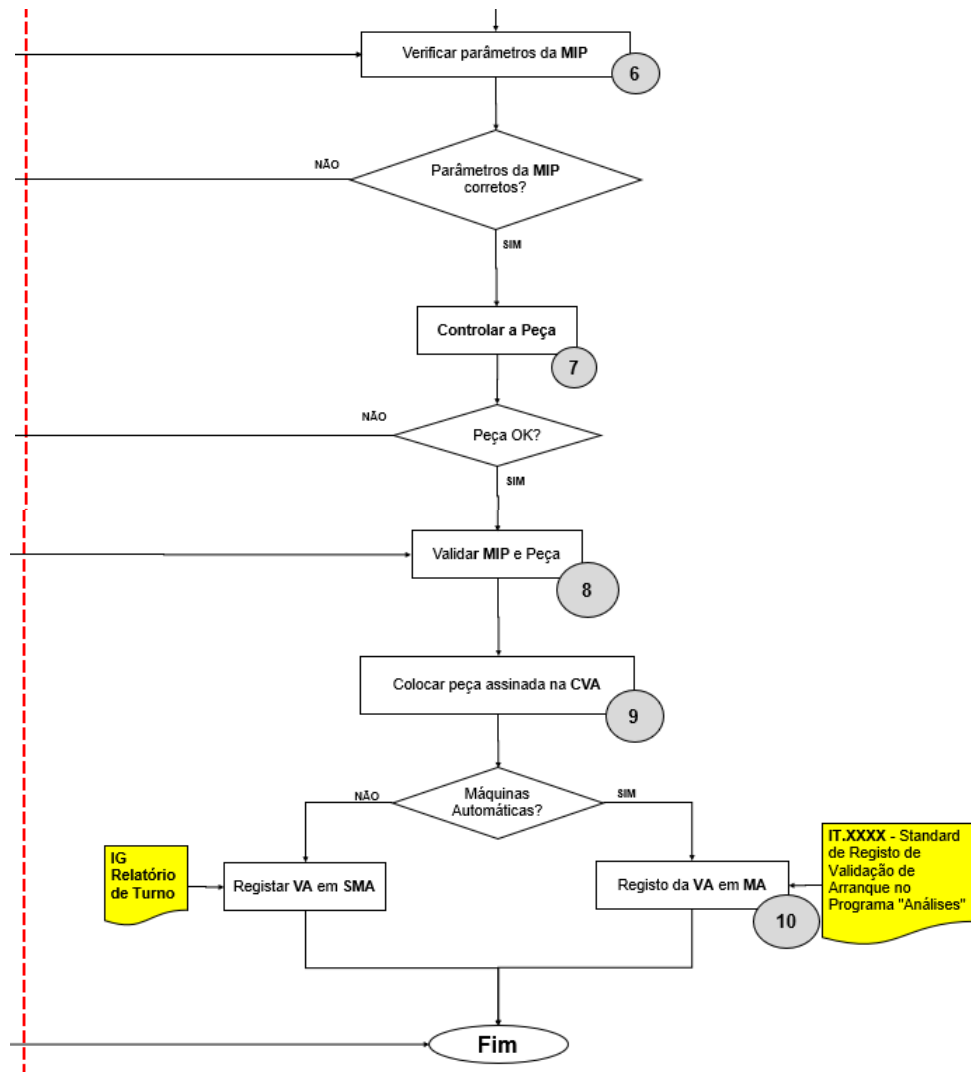 Verificar parâmetros da MIP
6
NÃO
Parâmetros da MIP
corretos?
SIM
Controlar a Peça
7
NÃO
Peça OK?
SIM
Validar MIP e Peça
8
Colocar peça assinada na CVA
9
NÃO
Máquinas
Automáticas?
SIM
IG
Relatório
de Turno
Registar VA em SMA
Registo da VA em MA
10
IT.XXXX - Standard
de Registo de
Validação de
Arranque no
Programa "Análises"
Fim